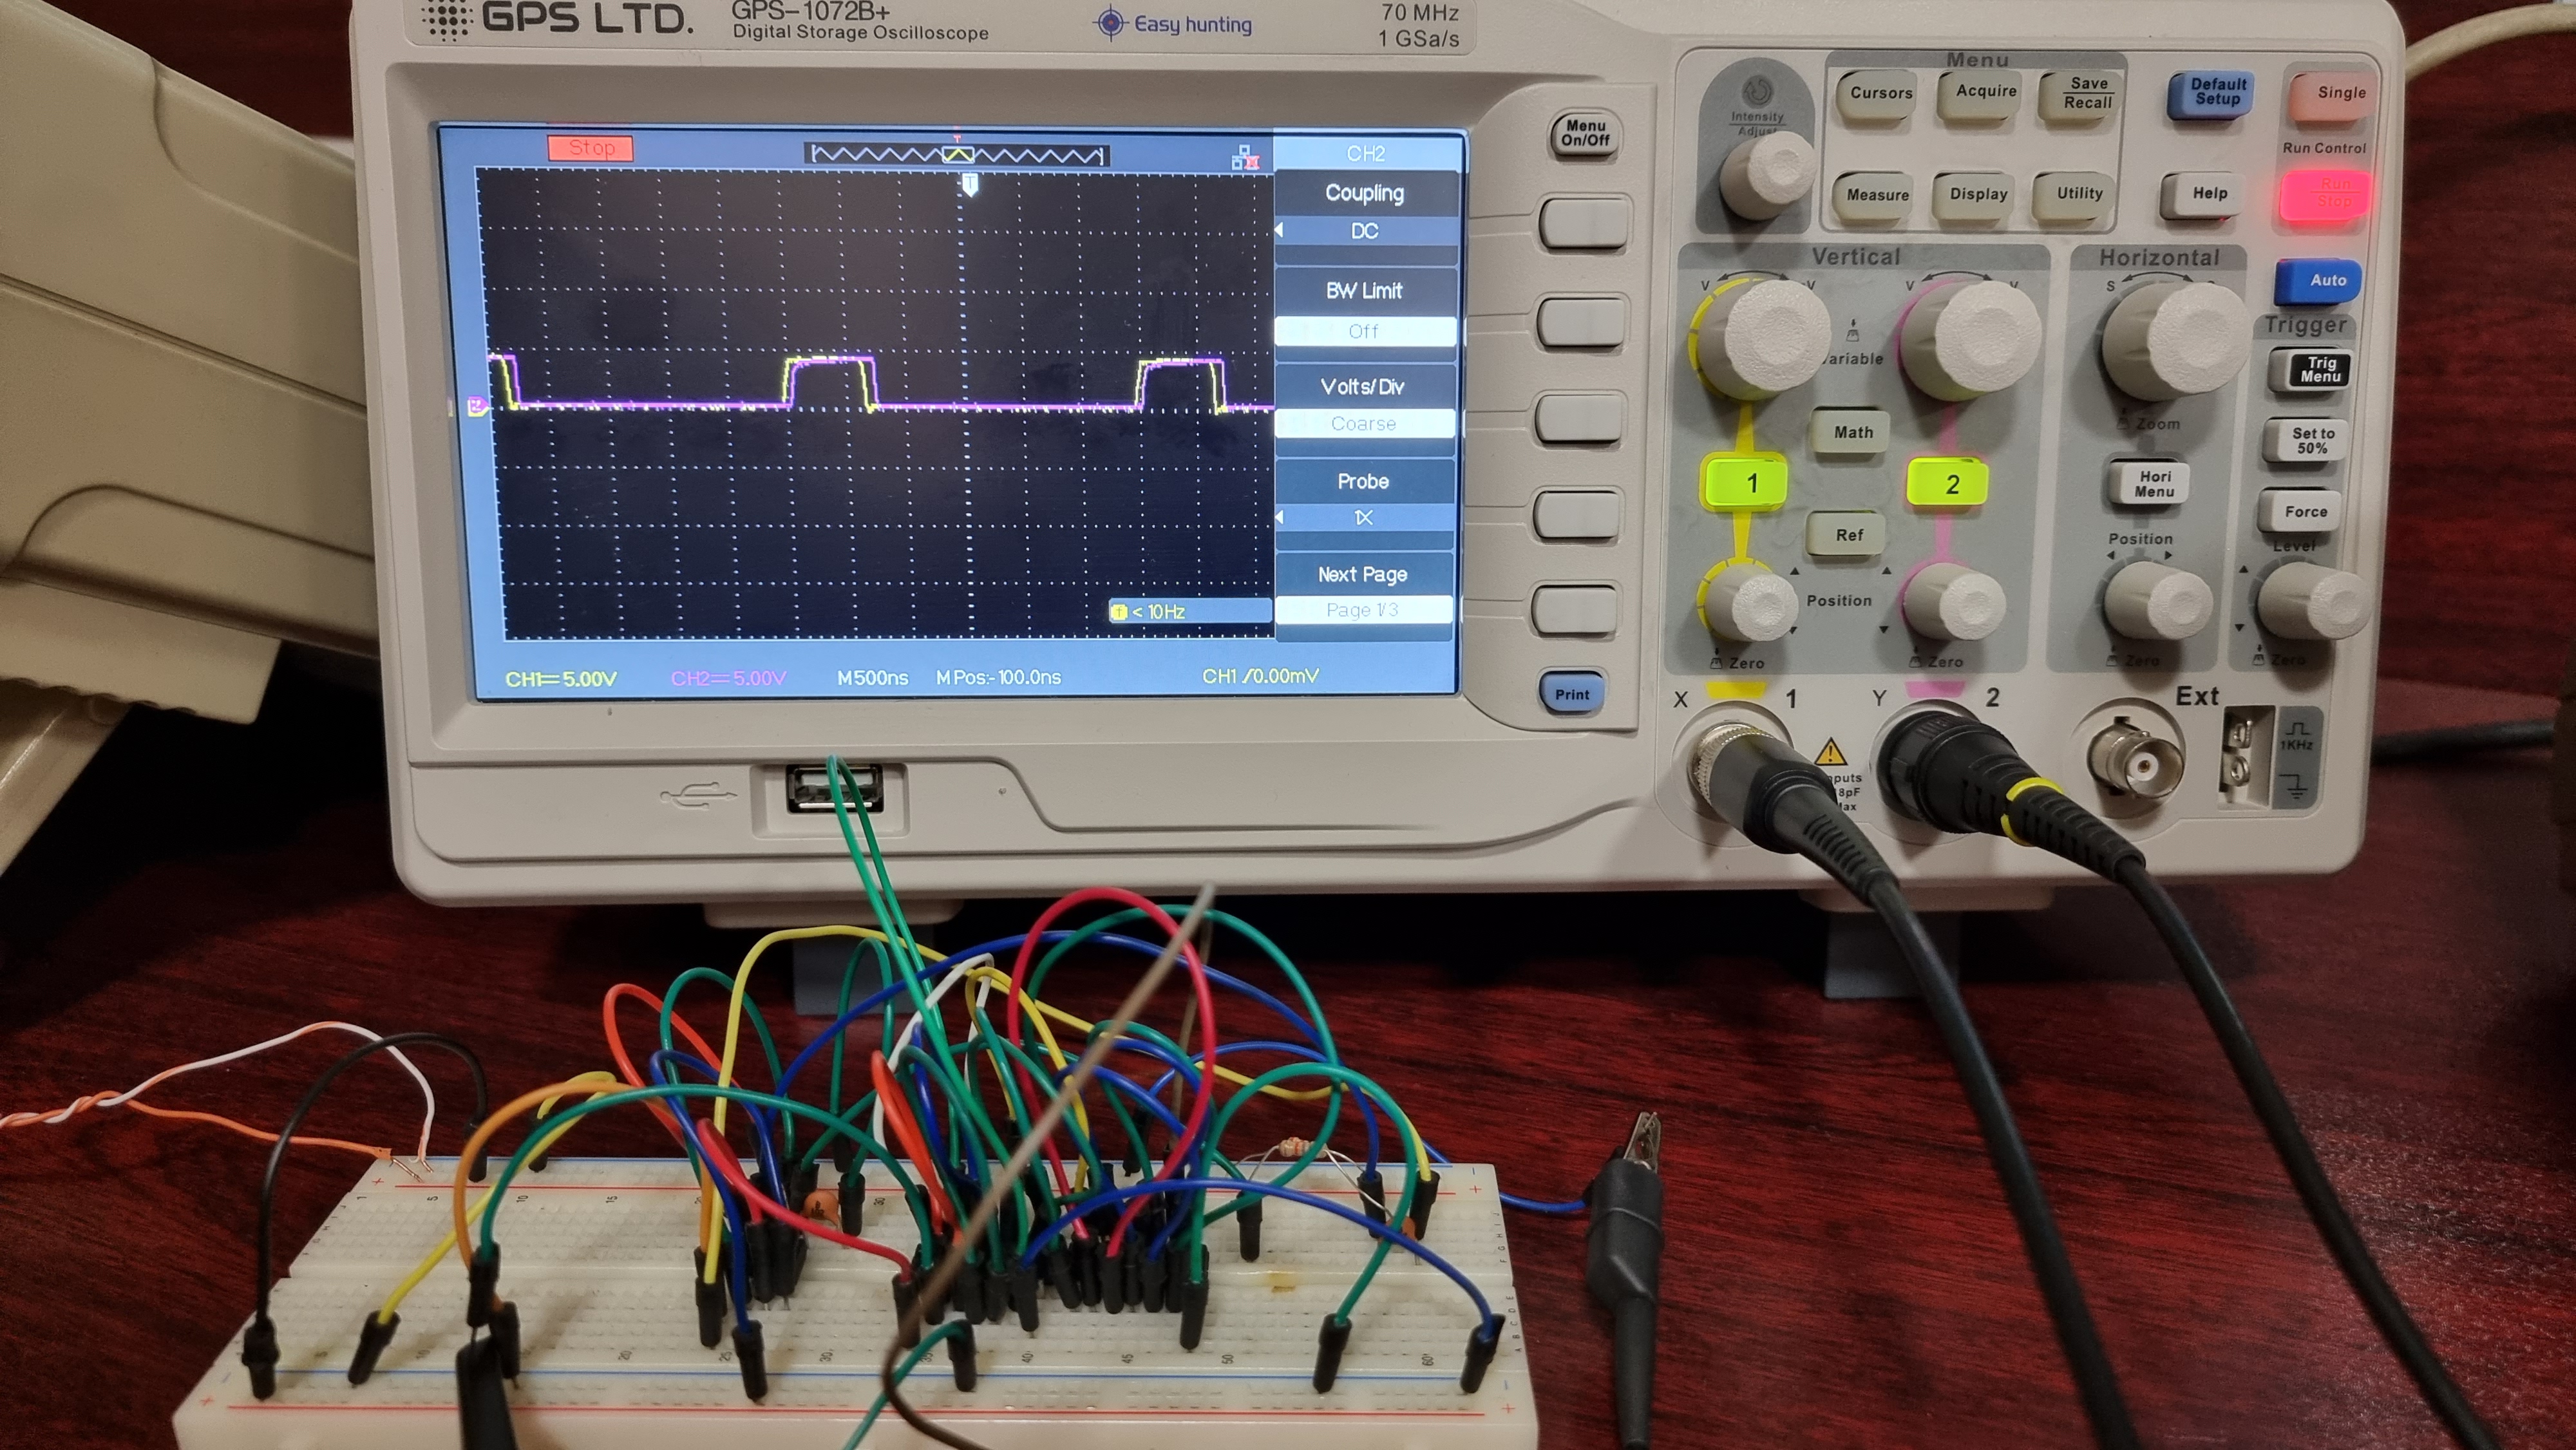 GPS LTD.
GPS-1072B+
Digital Storage Oscilloscope
Easy hunting
70 MHz
1 GSa/s
Stop
T
T
CH2
Coupling
DC
BW Limit
Off
Volts/Div
Coarse
Probe
1X
Next Page
Page 1/3
2
< 10Hz
CH1 5.00V
CH2 5.00V
M 500ns
M Pos:-100.0ns
CH1 / 0.00mV
Menu
On/Off
Print
Intensity
Adjust
Menu
Cursors
Acquire
Save
Recall
Measure
Display
Utility
Default
Setup
Help
Single
Run Control
Run
Stop
Auto
Vertical
V
V
V
V
1
2
Math
Ref
Position
Zero
Zero
Horizontal
S
Zoom
Hori
Menu
Position
Zero
Trigger
Trig
Menu
Set to
50%
Force
Level
Zero
X
1
Y
2
Ext
1KHz